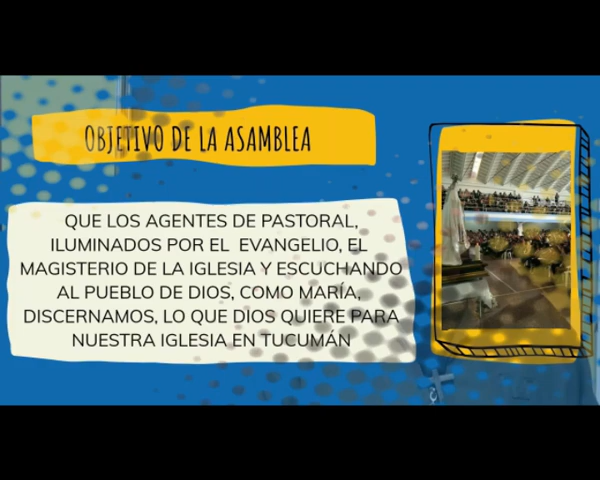 OBJETIVO DE LA ASAMBLEA
QUE LOS AGENTES DE PASTORAL,
ILUMINADOS POR EL EVANGELIO, EL
MAGISTERIO DE LA IGLESIA Y ESCUCHANDO
AL PUEBLO DE DIOS, COMO MARÍA,
DISCERNAMOS, LO QUE DIOS QUIERE PARA
NUESTRA IGLESIA EN TUCUMÁN